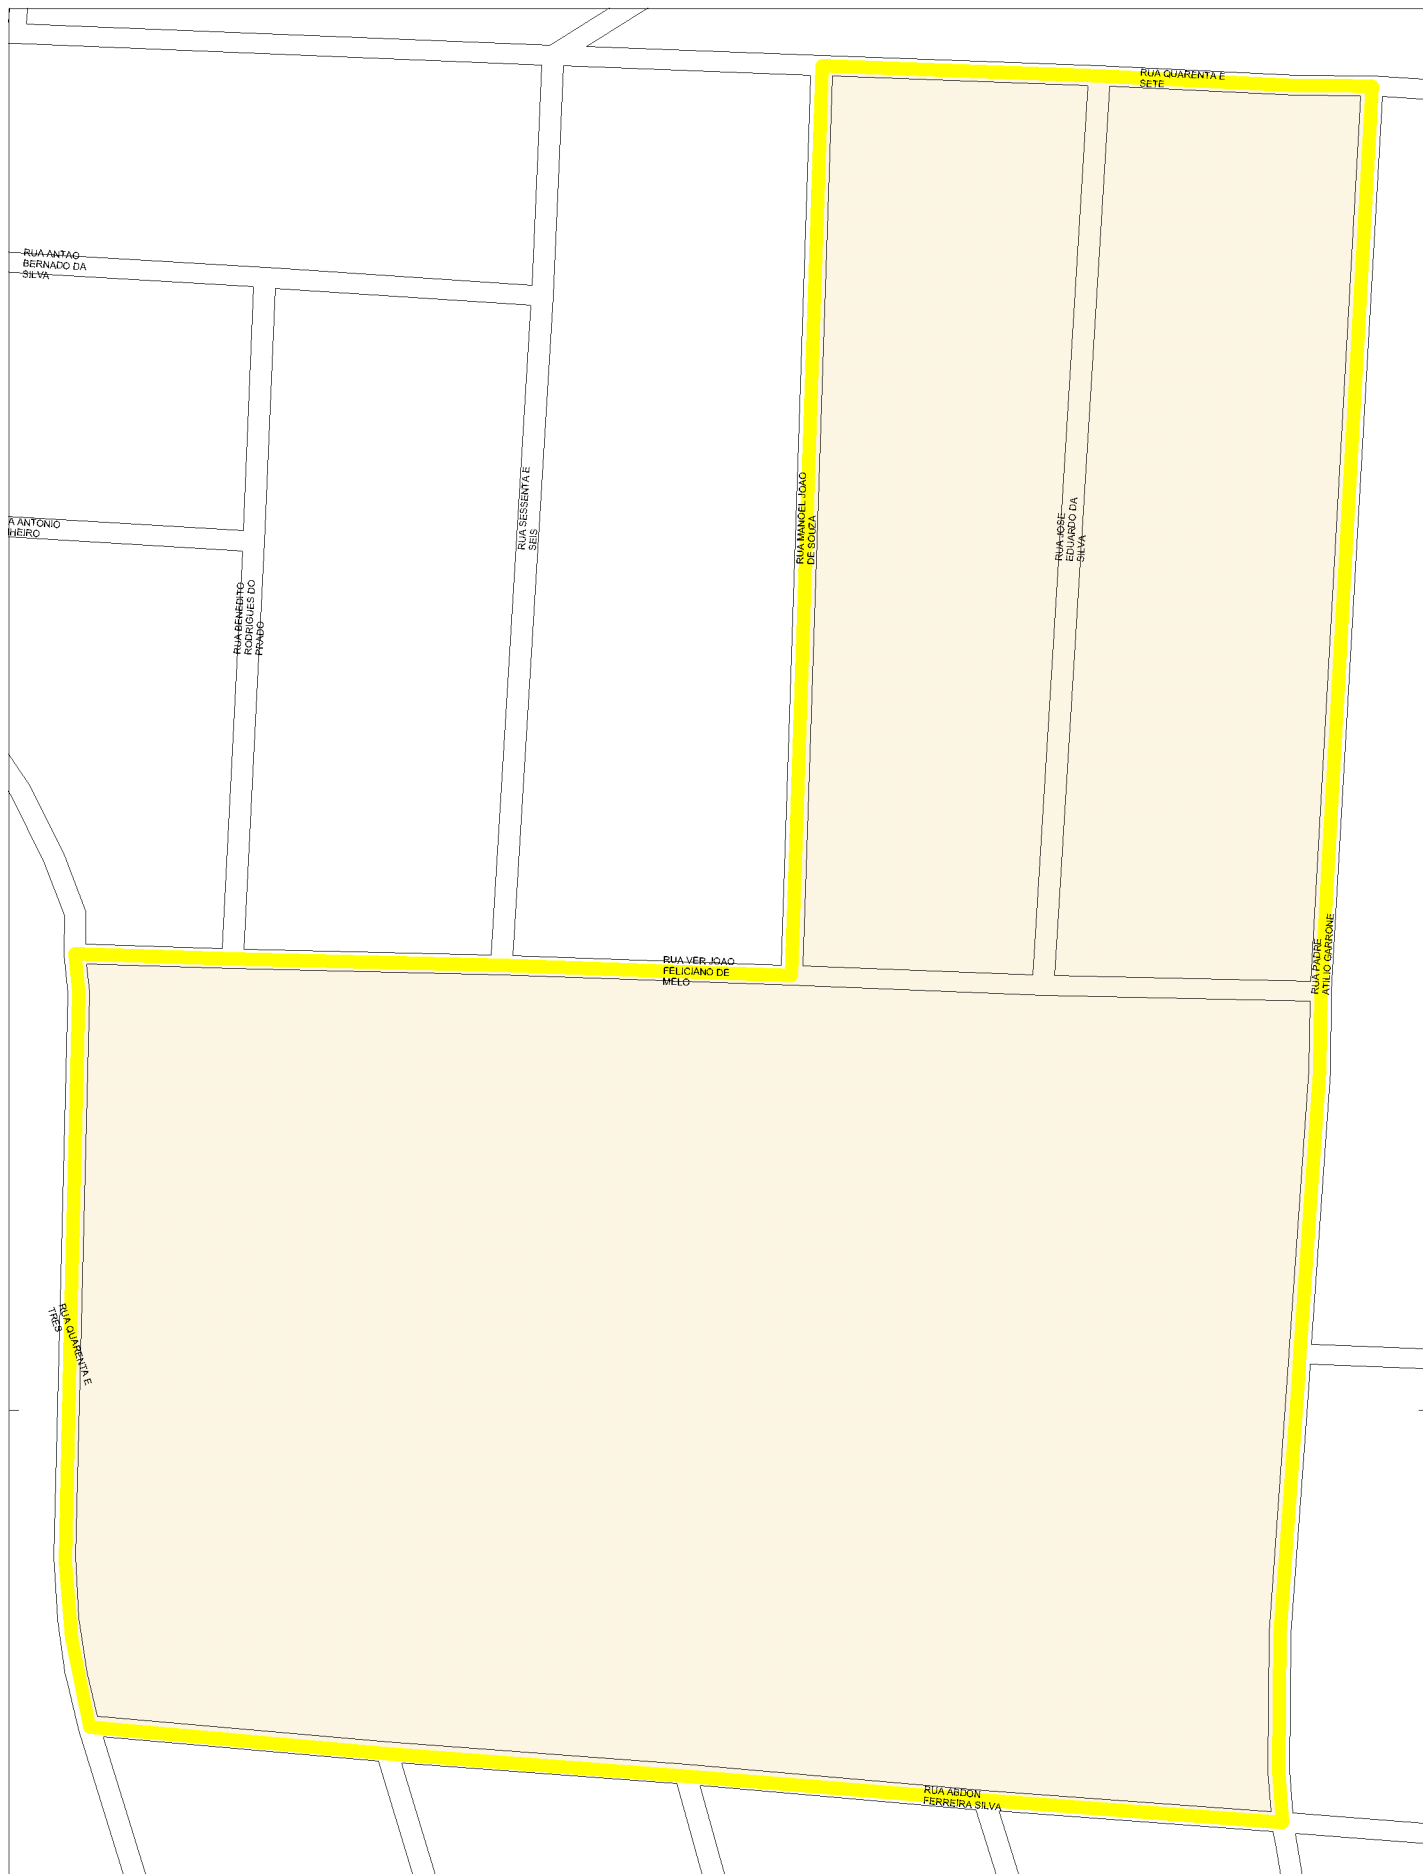 RUA QUARENTA E
SETE
RUA ANTAO
BERNADO DA
SILVA
RUA SESSENTA E
SEIS
RUA MANOEL JOAO
DE SOUZA
RUA JOSE
EDUARDO DA
SILVA
A ANTONIO
HEIRO
RUA BENEDITO
RODRIGUES DO
PRADO
RUA VER JOAO
FELICIANO DE
MELO
RUA PADRE
ATILIO GARRONE
RUA QUARENTA E
TRES
RUA ABDON
FERREIRA SILVA